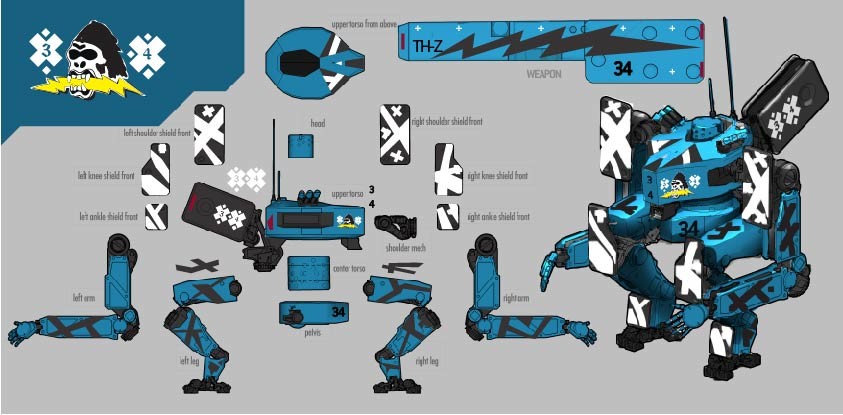 3 4
uppertorso from above
TH-Z
34
WEAPON
left shoulder shield front
head
right shoulder shield front
left knee shield front
3 4
right knee shield front
uppertorso
3
4
left ankle shield front
right ankle shield front
shoulder mech
center torso
left arm
right arm
34
pelvis
left leg
right leg
3
34